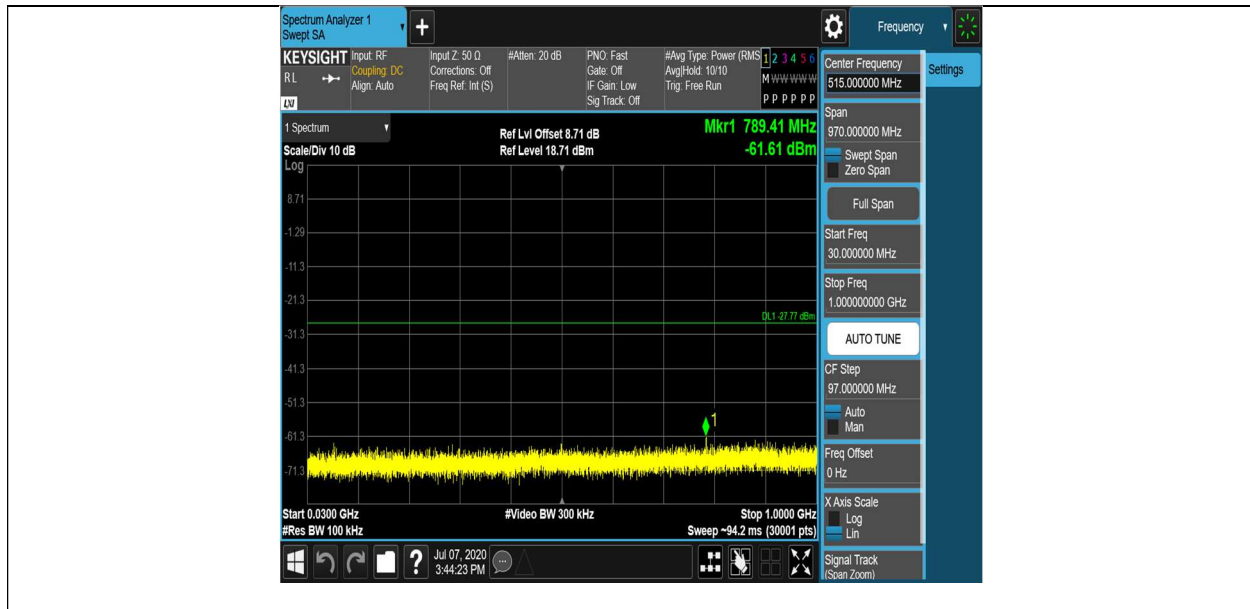 Spectrum Analyzer 1
Swept SA
+
Frequency
KEYSIGHT
RL
LXI
Input: RF
Coupling: DC
Align: Auto
Input Z: 50 Ω
Corrections: Off
Freq Ref: Int (S)
#Atten: 20 dB
PNO: Fast
Gate: Off
IF Gain: Low
Sig Track: Off
#Avg Type: Power (RMS
Avg|Hold: 10/10
Trig: Free Run
1 2 3 4 5 6
M W W W W W
P P P P P P
1 Spectrum
Scale/Div 10 dB
Ref Lvl Offset 8.71 dB
Ref Level 18.71 dBm
Mkr1 789.41 MHz
-61.61 dBm
Log
8.71
-1.29
-11.3
-21.3
DL1 -27.77 dBm
-31.3
-41.3
-51.3
1
-61.3
-71.3
Start 0.0300 GHz
#Video BW 300 kHz
Stop 1.0000 GHz
#Res BW 100 kHz
Sweep ~94.2 ms (30001 pts)
Center Frequency
515.000000 MHz
Settings
Span
970.000000 MHz
Swept Span
Zero Span
Full Span
Start Freq
30.000000 MHz
Stop Freq
1.000000000 GHz
AUTO TUNE
CF Step
97.000000 MHz
Auto
Man
Freq Offset
0 Hz
X Axis Scale
Log
Lin
Signal Track
(Span Zoom)
?
Jul 07, 2020
3:44:23 PM